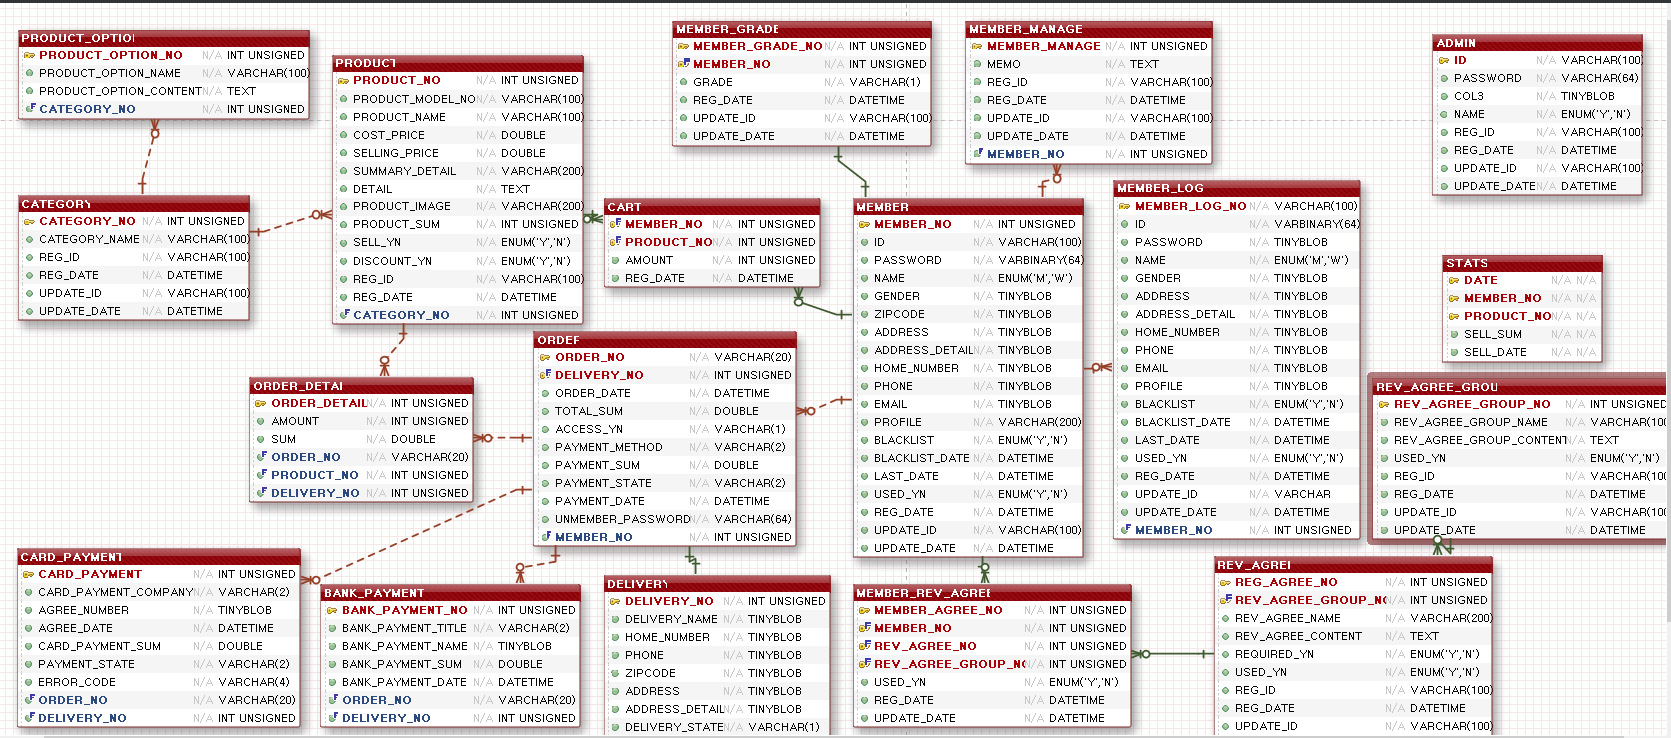 PRODUCT_OPTION
PRODUCT_OPTION_NO N/A INT UNSIGNED
PRODUCT_OPTION_NAME N/A VARCHAR(100)
PRODUCT_OPTION_CONTENT N/A TEXT
CATEGORY_NO N/A INT UNSIGNED
CATEGORY
CATEGORY_NO N/A INT UNSIGNED
CATEGORY_NAME N/A VARCHAR(100)
REG_ID N/A VARCHAR(100)
REG_DATE N/A DATETIME
UPDATE_ID N/A VARCHAR(100)
UPDATE_DATE N/A DATETIME
PRODUCT
PRODUCT_NO N/A INT UNSIGNED
PRODUCT_MODEL_NO N/A VARCHAR(100)
PRODUCT_NAME N/A VARCHAR(100)
COST_PRICE N/A DOUBLE
SELLING_PRICE N/A DOUBLE
SUMMARY_DETAIL N/A VARCHAR(200)
DETAIL N/A TEXT
PRODUCT_IMAGE N/A VARCHAR(200)
PRODUCT_SUM N/A INT UNSIGNED
SELL_YN N/A ENUM('Y','N')
DISCOUNT_YN N/A ENUM('Y','N')
REG_ID N/A VARCHAR(100)
REG_DATE N/A DATETIME
CATEGORY_NO N/A INT UNSIGNED
MEMBER_GRADE
MEMBER_GRADE_NO N/A INT UNSIGNED
MEMBER_NO N/A INT UNSIGNED
GRADE N/A VARCHAR(1)
REG_DATE N/A DATETIME
UPDATE_ID N/A VARCHAR(100)
UPDATE_DATE N/A DATETIME
MEMBER_MANAGE
MEMBER_MANAGE N/A INT UNSIGNED
MEMO N/A TEXT
REG_ID N/A VARCHAR(100)
REG_DATE N/A DATETIME
UPDATE_ID N/A VARCHAR(100)
UPDATE_DATE N/A DATETIME
MEMBER_NO N/A INT UNSIGNED
ADMIN
ID N/A VARCHAR(100)
PASSWORD N/A VARCHAR(64)
COL3 N/A TINYBLOB
NAME N/A ENUM('Y','N')
REG_ID N/A VARCHAR(100)
REG_DATE N/A DATETIME
UPDATE_ID N/A VARCHAR(100)
UPDATE_DATE N/A DATETIME
CART
MEMBER_NO N/A INT UNSIGNED
PRODUCT_NO N/A INT UNSIGNED
AMOUNT N/A INT UNSIGNED
REG_DATE N/A DATETIME
MEMBER
MEMBER_NO N/A INT UNSIGNED
ID N/A VARCHAR(100)
PASSWORD N/A VARBINARY(64)
NAME N/A ENUM('M','W')
GENDER N/A TINYBLOB
ZIPCODE N/A TINYBLOB
ADDRESS N/A TINYBLOB
ADDRESS_DETAIL N/A TINYBLOB
HOME_NUMBER N/A TINYBLOB
PHONE N/A TINYBLOB
EMAIL N/A TINYBLOB
PROFILE N/A VARCHAR(200)
BLACKLIST N/A ENUM('Y','N')
BLACKLIST_DATE N/A DATETIME
LAST_DATE N/A DATETIME
USED_YN N/A ENUM('Y','N')
REG_DATE N/A DATETIME
UPDATE_ID N/A VARCHAR(100)
UPDATE_DATE N/A DATETIME
MEMBER_LOG
MEMBER_LOG_NO N/A VARCHAR(100)
ID N/A VARBINARY(64)
PASSWORD N/A TINYBLOB
NAME N/A ENUM('M','W')
GENDER N/A TINYBLOB
ADDRESS N/A TINYBLOB
ADDRESS_DETAIL N/A TINYBLOB
HOME_NUMBER N/A TINYBLOB
PHONE N/A TINYBLOB
EMAIL N/A TINYBLOB
PROFILE N/A TINYBLOB
BLACKLIST N/A ENUM('Y','N')
BLACKLIST_DATE N/A DATETIME
LAST_DATE N/A DATETIME
USED_YN N/A ENUM('Y','N')
REG_DATE N/A DATETIME
UPDATE_ID N/A VARCHAR
UPDATE_DATE N/A DATETIME
MEMBER_NO N/A INT UNSIGNED
STATS
DATE N/A N/A
MEMBER_NO N/A N/A
PRODUCT_NO N/A N/A
SELL_SUM N/A N/A
SELL_DATE N/A N/A
REV_AGREE_GROU
REV_AGREE_GROUP_NO N/A INT UNSIGNED
REV_AGREE_GROUP_NAME N/A VARCHAR(100
REV_AGREE_GROUP_CONTENT N/A TEXT
USED_YN N/A ENUM('Y','N')
REG_ID N/A VARCHAR(100
REG_DATE N/A DATETIME
UPDATE_ID N/A VARCHAR(100
UPDATE_DATE N/A DATETIME
ORDER_DETAI
ORDER_DETAIL N/A INT UNSIGNED
AMOUNT N/A INT UNSIGNED
SUM N/A DOUBLE
ORDER_NO N/A VARCHAR(20)
PRODUCT_NO N/A INT UNSIGNED
DELIVERY_NO N/A INT UNSIGNED
ORDER
ORDER_NO N/A VARCHAR(20)
DELIVERY_NO N/A INT UNSIGNED
ORDER_DATE N/A DATETIME
TOTAL_SUM N/A DOUBLE
ACCESS_YN N/A VARCHAR(1)
PAYMENT_METHOD N/A VARCHAR(2)
PAYMENT_SUM N/A DOUBLE
PAYMENT_STATE N/A VARCHAR(2)
PAYMENT_DATE N/A DATETIME
UNMEMBER_PASSWORD N/A VARCHAR(64)
MEMBER_NO N/A INT UNSIGNED
CARD_PAYMENT
CARD_PAYMENT N/A INT UNSIGNED
CARD_PAYMENT_COMPANY N/A VARCHAR(2)
AGREE_NUMBER N/A TINYBLOB
AGREE_DATE N/A DATETIME
CARD_PAYMENT_SUM N/A DOUBLE
PAYMENT_STATE N/A VARCHAR(2)
ERROR_CODE N/A VARCHAR(4)
ORDER_NO N/A VARCHAR(20)
DELIVERY_NO N/A INT UNSIGNED
BANK_PAYMENT
BANK_PAYMENT_NO N/A INT UNSIGNED
BANK_PAYMENT_TITLE N/A VARCHAR(2)
BANK_PAYMENT_NAME N/A TINYBLOB
BANK_PAYMENT_SUM N/A DOUBLE
BANK_PAYMENT_DATE N/A DATETIME
ORDER_NO N/A VARCHAR(20)
DELIVERY_NO N/A INT UNSIGNED
DELIVERY
DELIVERY_NO N/A INT UNSIGNED
DELIVERY_NAME N/A TINYBLOB
HOME_NUMBER N/A TINYBLOB
PHONE N/A TINYBLOB
ZIPCODE N/A TINYBLOB
ADDRESS N/A TINYBLOB
ADDRESS_DETAIL N/A TINYBLOB
DELIVERY_STATE N/A VARCHAR(1)
MEMBER_REV_AGREE
MEMBER_AGREE_NO N/A INT UNSIGNED
MEMBER_NO N/A INT UNSIGNED
REV_AGREE_NO N/A INT UNSIGNED
REV_AGREE_GROUP_NO N/A INT UNSIGNED
USED_YN N/A ENUM('Y','N')
REG_DATE N/A DATETIME
UPDATE_DATE N/A DATETIME
REV_AGREE
REG_AGREE_NO N/A INT UNSIGNED
REV_AGREE_GROUP_NO N/A INT UNSIGNED
REV_AGREE_NAME N/A VARCHAR(200)
REV_AGREE_CONTENT N/A TEXT
REQUIRED_YN N/A ENUM('Y','N')
USED_YN N/A ENUM('Y','N')
REG_ID N/A VARCHAR(100)
REG_DATE N/A DATETIME
UPDATE_ID N/A VARCHAR(100)